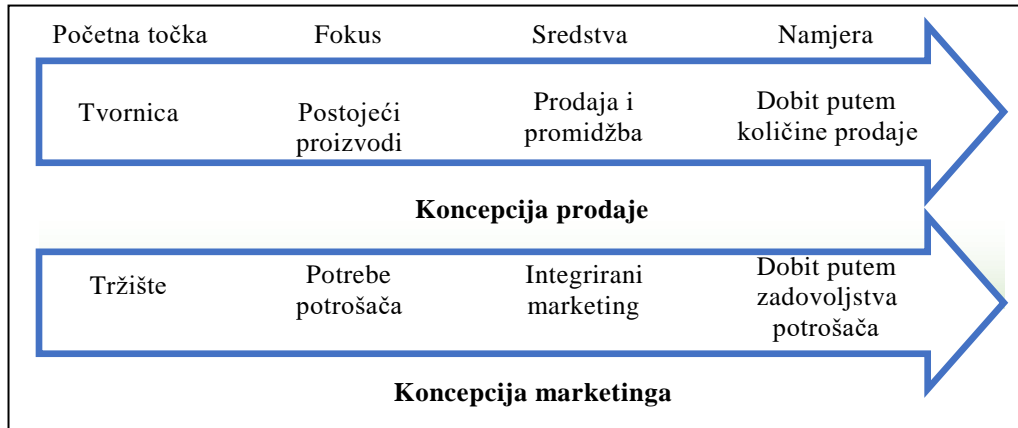 Početna točka Fokus Sredstva Namjera
Tvornica
Postojeći
proizvodi
Prodaja i
promidžba
Dobit putem
količine prodaje
Koncepcija prodaje
Tržište
Potrebe
potrošača
Integrirani
marketing
Dobit putem
zadovoljstva
potrošača
Koncepcija marketinga